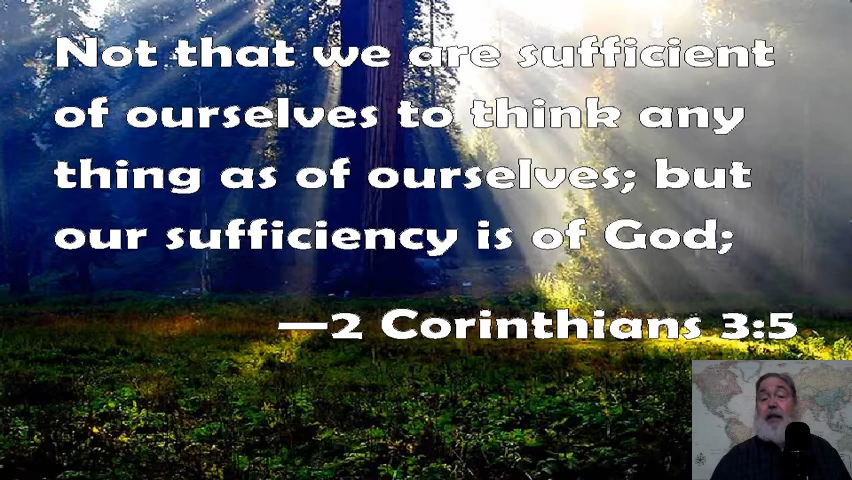 Not that we are sufficient
of ourselves to think any
thing as of ourselves; but
our sufficiency is of God;
—2 Corinthians 3:5